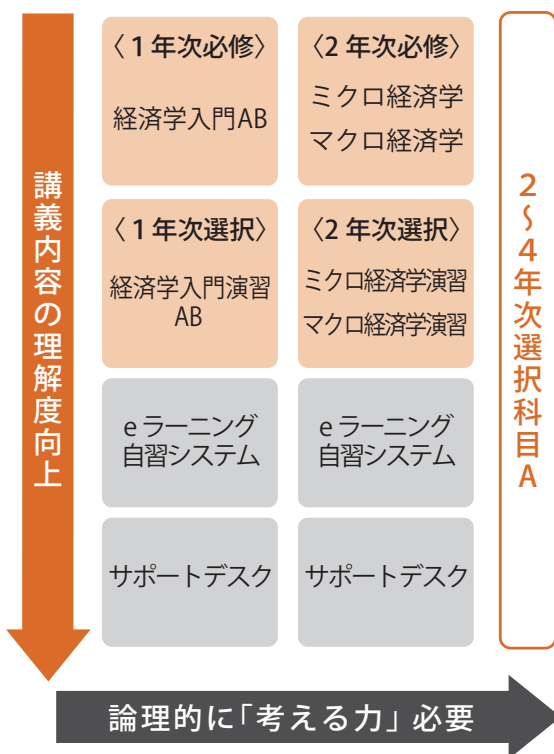 〈1年次必修〉
経済学入門AB
〈2年次必修〉
ミクロ経済学
マクロ経済学
〈1年次選択〉
経済学入門演習
AB
〈2年次選択〉
ミクロ経済学演習
マクロ経済学演習
eラーニング
自習システム
eラーニング
自習システム
サポートデスク
サポートデスク
講義内容の理解度向上
2〜4年次選択科目A
論理的に「考える力」必要